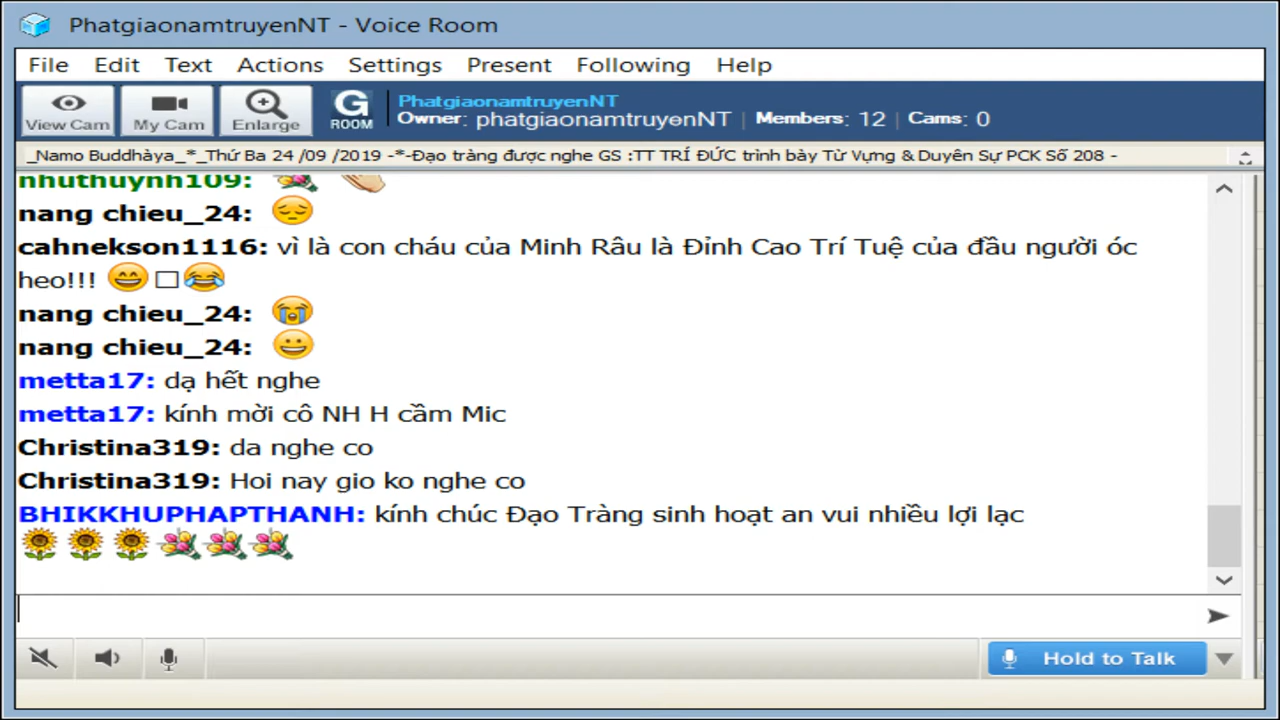 PhatgiaonamtruyenNT - Voice Room
File Edit Text Actions Settings Present Following Help
View Cam My Cam Enlarge G ROOM PhatgiaonamtruyenNT
Owner: phatgiaonamtruyenNT | Members: 12 | Cams: 0
_Namo Buddhàya_*_Thứ Ba 24 /09 /2019 -*-Đạo tràng được nghe GS :TT TRÍ ĐỨC trình bày Từ Vựng & Duyên Sự PCK Số 208 -
nhuthuynh109:
nang chieu_24:
cahnekson1116: vì là con cháu của Minh Râu là Đỉnh Cao Trí Tuệ của đầu người óc
heo!!!
nang chieu_24:
nang chieu_24:
metta17: dạ hết nghe
metta17: kính mời cô NH H cầm Mic
Christina319: da nghe co
Christina319: Hoi nay gio ko nghe co
BHIKKHUPHAPTHANH: kính chúc Đạo Tràng sinh hoạt an vui nhiều lợi lạc
Hold to Talk